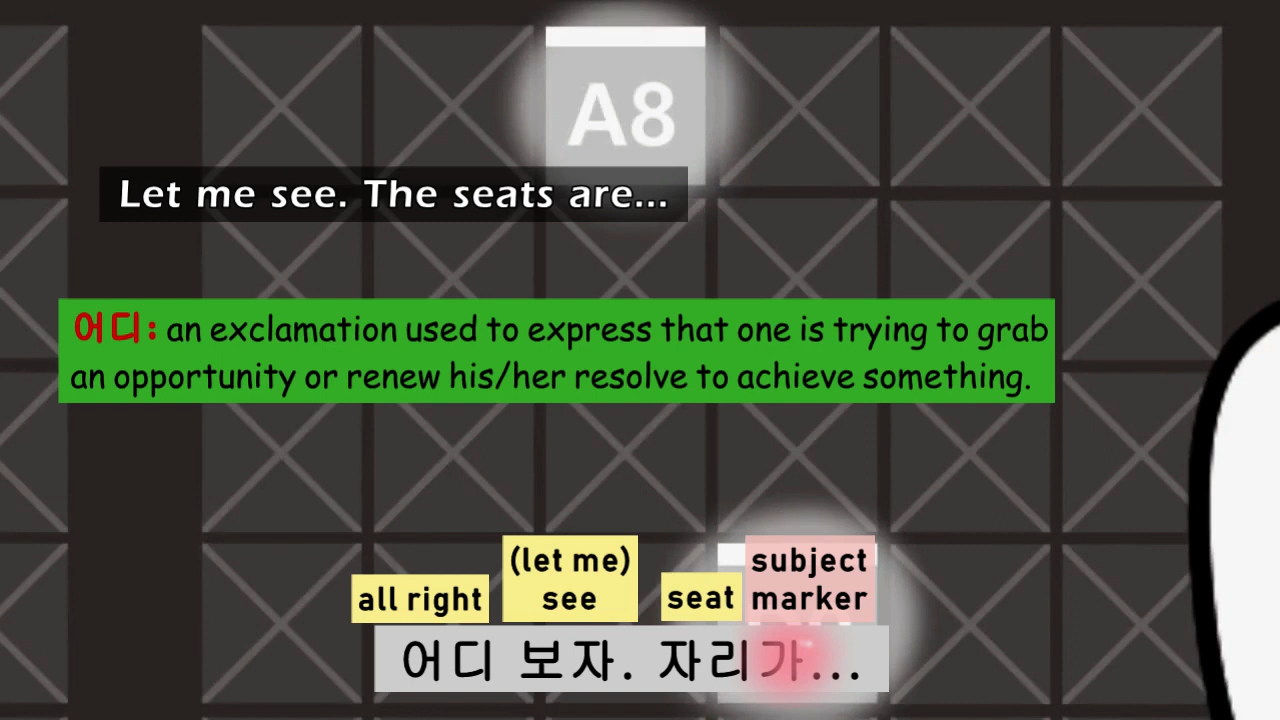 A8
Let me see. The seats are...
어디: an exclamation used to express that one is trying to grab
an opportunity or renew his/her resolve to achieve something.
all right
(let me)
see
seat
subject
marker
어디 보자. 자리가...